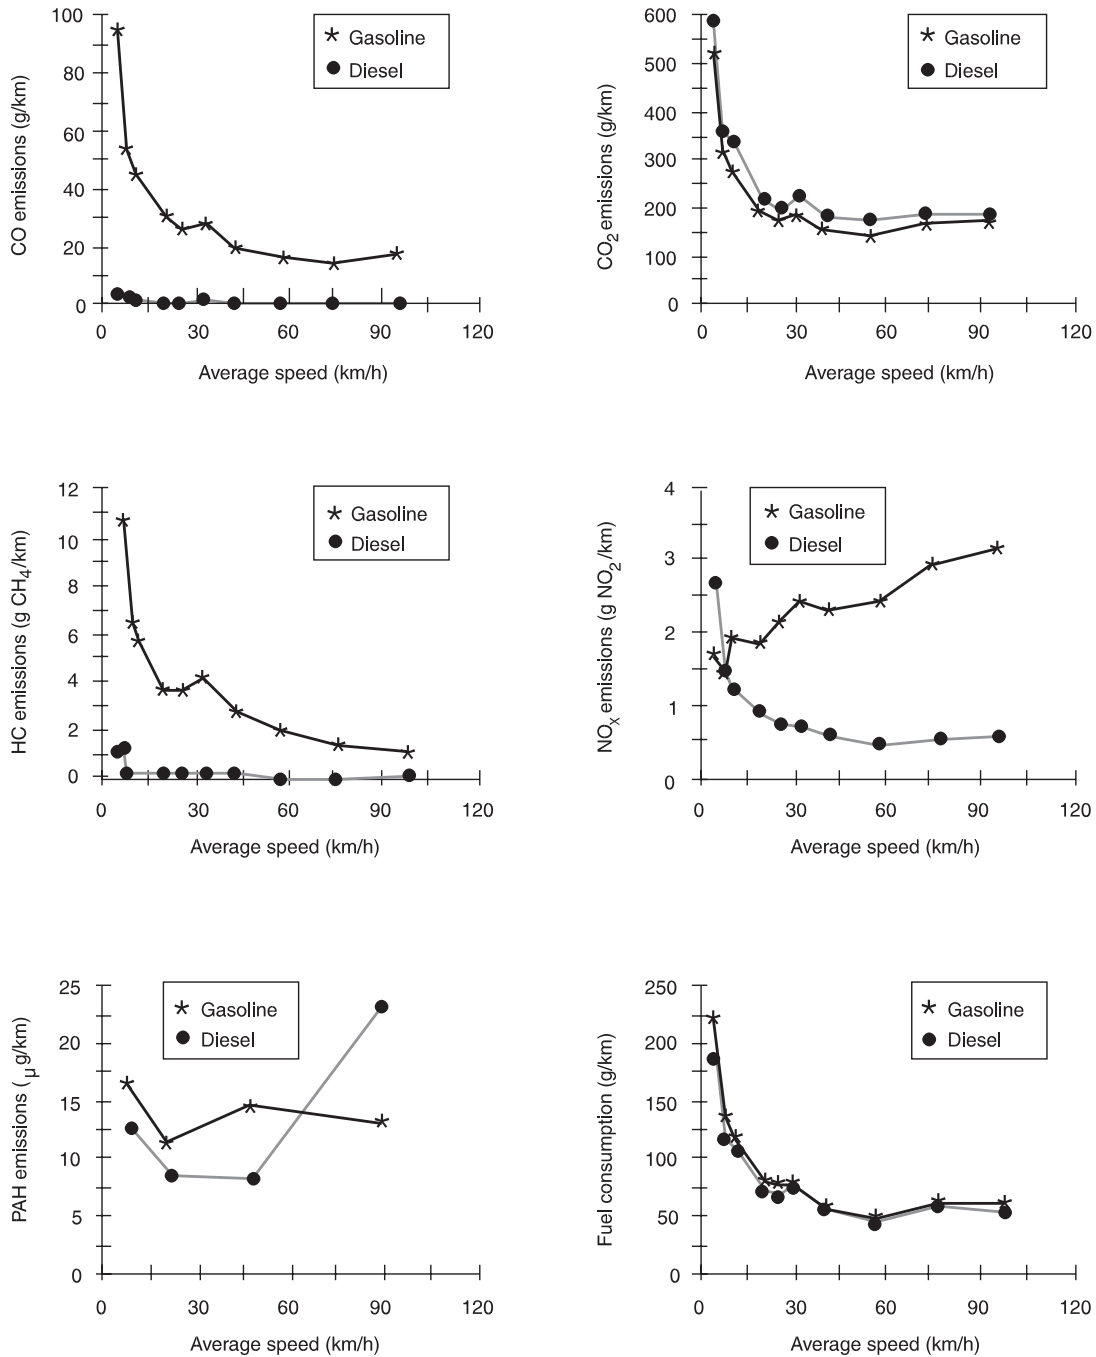 CO emissions (g/km)
100
80
60
40
20
0
Gasoline
Diesel
0 30 60 90 120
Average speed (km/h)
CO2 emissions (g/km)
600
500
400
300
200
100
0
Gasoline
Diesel
0 30 60 90 120
Average speed (km/h)
HC emissions (g CH4/km)
12
10
8
6
4
2
0
Gasoline
Diesel
0 30 60 90 120
Average speed (km/h)
NOX emissions (g NO2/km)
4
3
2
1
0
Gasoline
Diesel
0 30 60 90 120
Average speed (km/h)
PAH emissions (μg/km)
25
20
15
10
5
0
Gasoline
Diesel
0 30 60 90 120
Average speed (km/h)
Fuel consumption (g/km)
250
200
150
100
50
0
Gasoline
Diesel
0 30 60 90 120
Average speed (km/h)